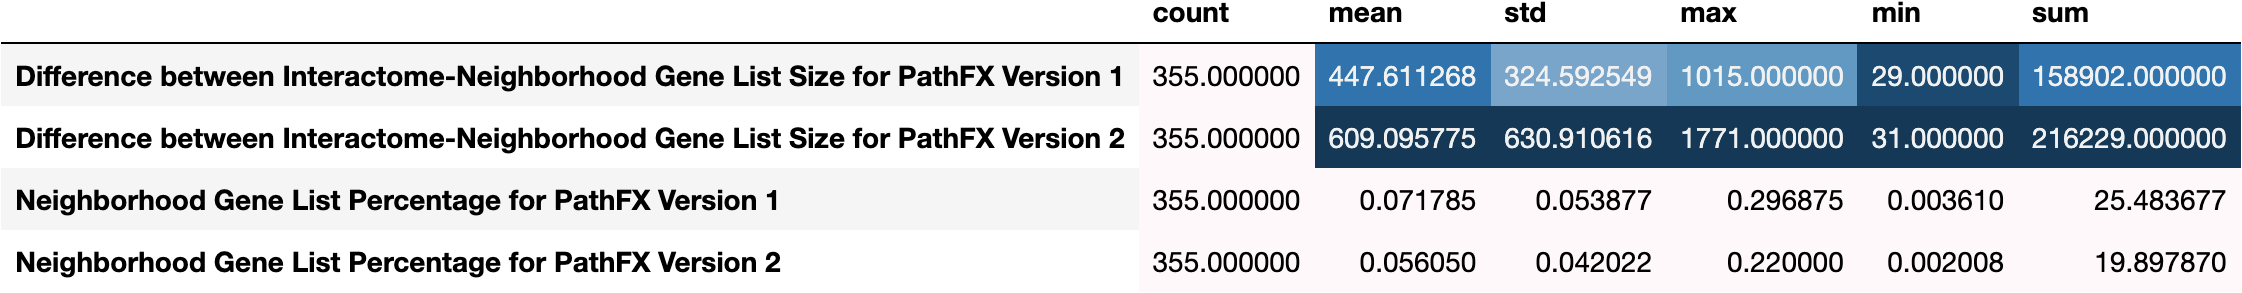 count mean std max min sum
Difference between Interactome-Neighborhood Gene List Size for PathFX Version 1 355.000000 447.611268 324.592549 1015.000000 29.000000 158902.000000
Difference between Interactome-Neighborhood Gene List Size for PathFX Version 2 355.000000 609.095775 630.910616 1771.000000 31.000000 216229.000000
Neighborhood Gene List Percentage for PathFX Version 1 355.000000 0.071785 0.053877 0.296875 0.003610 25.483677
Neighborhood Gene List Percentage for PathFX Version 2 355.000000 0.056050 0.042022 0.220000 0.002008 19.897870